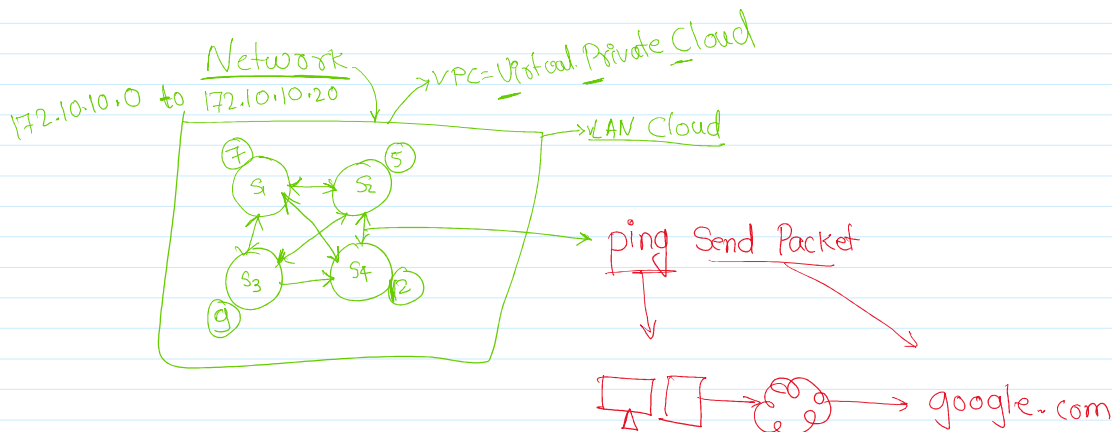 Network
VPC=Virtual Private Cloud
172.10.10.0 to 172.10.10.20
LAN Cloud
7
5
S1
S2
ping Send Packet
S3
S4
12
9
google.com